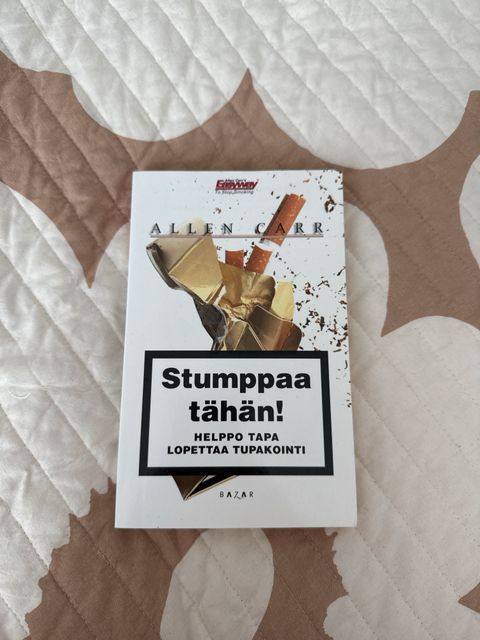 Allen Carr's
Easyway
To Stop Smoking
ALLEN CARR
Stumppaa
tähän!
HELPPO TAPA
LOPETTAA TUPAKOINTI
BAZAR